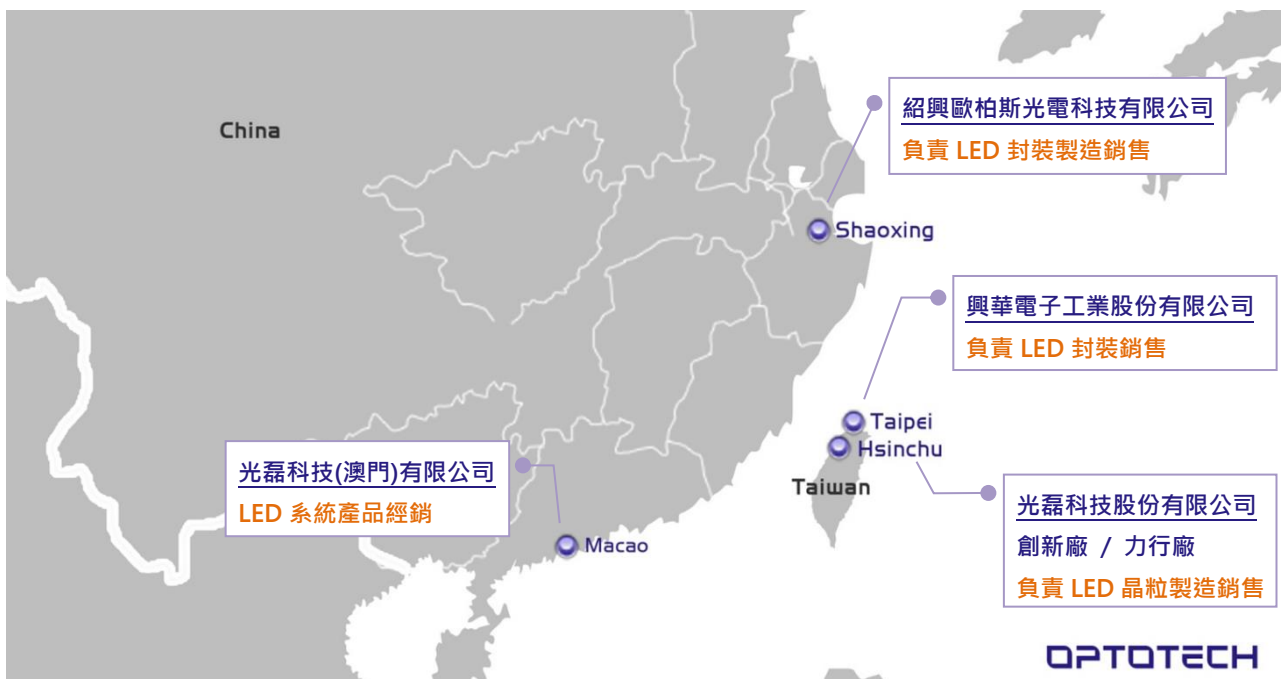 China
紹興歐柏斯光電科技有限公司
負責 LED 封裝製造銷售
Shaoxing
興華電子工業股份有限公司
負責 LED 封裝銷售
Taipei
Hsinchu
Taiwan
光磊科技(澳門)有限公司
LED 系統產品經銷
Macao
光磊科技股份有限公司
創新廠 / 力行廠
負責 LED 晶粒製造銷售
OPTOTECH